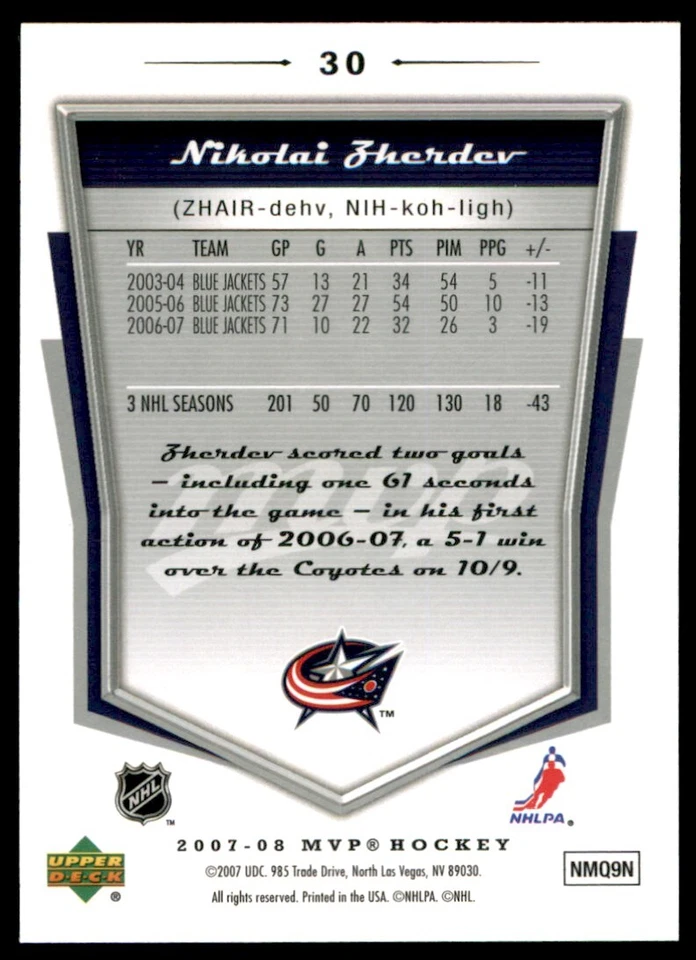 30
Nikolai Zherdev
(ZHAIR-dehv, NIH-koh-ligh)
YR TEAM GP G A PTS PIM PPG +/-
2003-04 BLUE JACKETS 57 13 21 34 54 5 -11
2005-06 BLUE JACKETS 73 27 27 54 50 10 -13
2006-07 BLUE JACKETS 71 10 22 32 26 3 -19
3 NHL SEASONS 201 50 70 120 130 18 -43
mvp
Zherdev scored two goals
– including one 61 seconds
into the game – in his first
action of 2006-07, a 5-1 win
over the Coyotes on 10/9.
TM
NHL
TM
NHLPA.®
2007-08 MVP® HOCKEY
UPPER
DECK
®
©2007 UDC. 985 Trade Drive, North Las Vegas, NV 89030.
All rights reserved. Printed in the USA. ©NHLPA. ©NHL.
NMQ9N